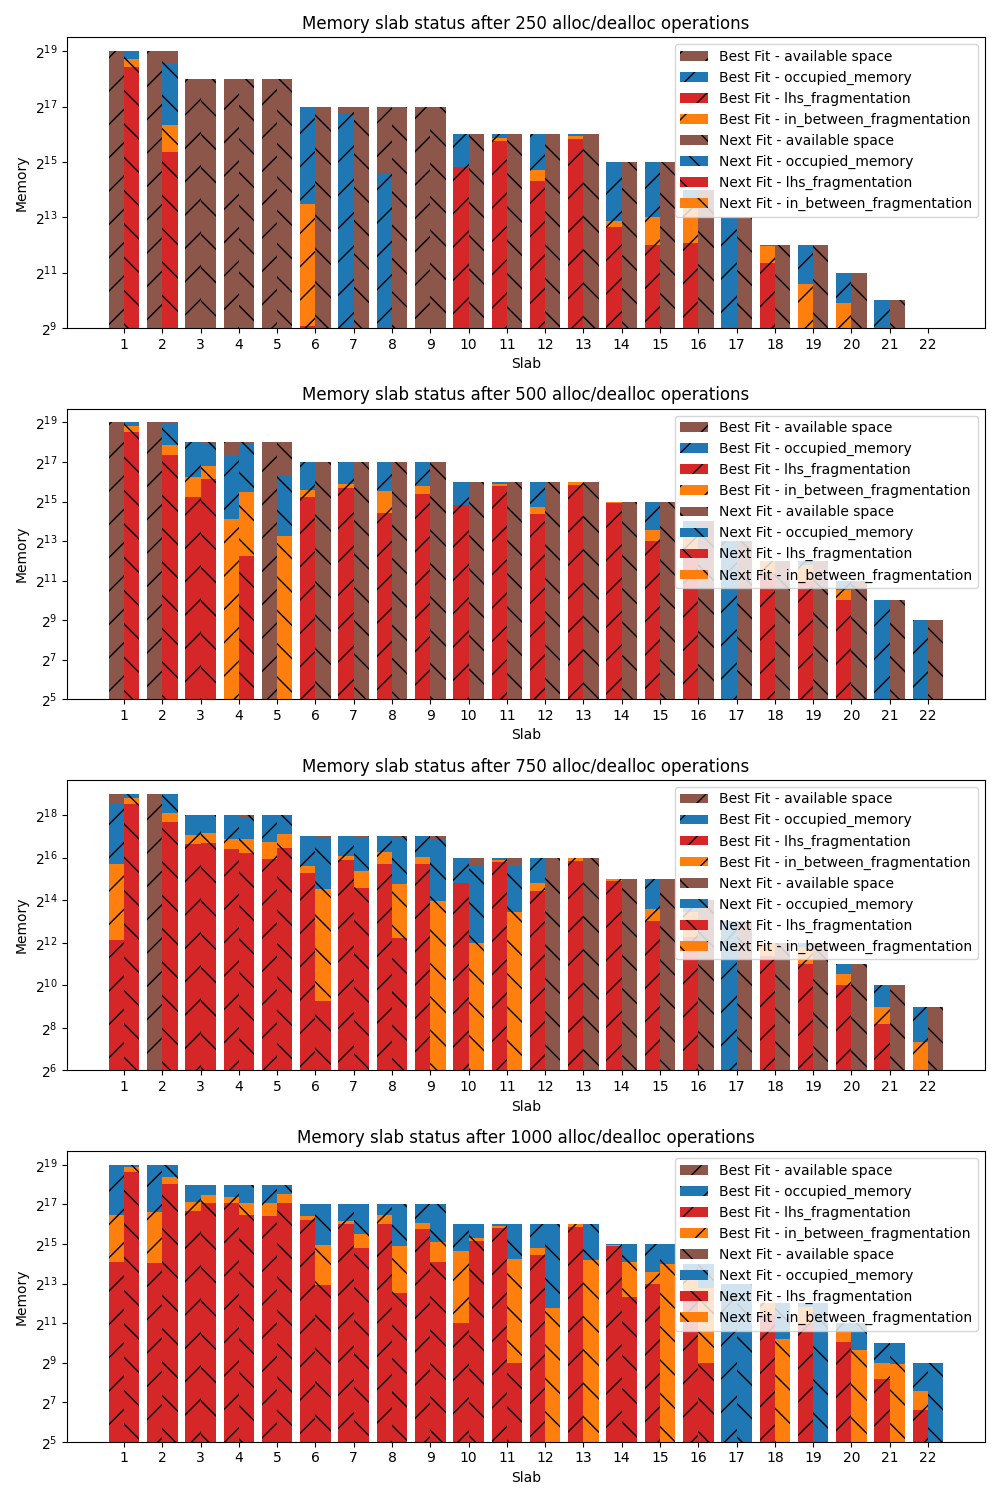 Memory slab status after 250 alloc/dealloc operations
2^19
2^17
2^15
2^13
2^11
2^9
Memory
Best Fit - available space
Best Fit - occupied_memory
Best Fit - lhs_fragmentation
Best Fit - in_between_fragmentation
Next Fit - available space
Next Fit - occupied_memory
Next Fit - lhs_fragmentation
Next Fit - in_between_fragmentation
1 2 3 4 5 6 7 8 9 10 11 12 13 14 15 16 17 18 19 20 21 22
Slab
Memory slab status after 500 alloc/dealloc operations
2^19
2^17
2^15
2^13
2^11
2^9
2^7
2^5
Memory
Best Fit - available space
Best Fit - occupied_memory
Best Fit - lhs_fragmentation
Best Fit - in_between_fragmentation
Next Fit - available space
Next Fit - occupied_memory
Next Fit - lhs_fragmentation
Next Fit - in_between_fragmentation
1 2 3 4 5 6 7 8 9 10 11 12 13 14 15 16 17 18 19 20 21 22
Slab
Memory slab status after 750 alloc/dealloc operations
2^18
2^16
2^14
2^12
2^10
2^8
2^6
Memory
Best Fit - available space
Best Fit - occupied_memory
Best Fit - lhs_fragmentation
Best Fit - in_between_fragmentation
Next Fit - available space
Next Fit - occupied_memory
Next Fit - lhs_fragmentation
Next Fit - in_between_fragmentation
1 2 3 4 5 6 7 8 9 10 11 12 13 14 15 16 17 18 19 20 21 22
Slab
Memory slab status after 1000 alloc/dealloc operations
2^19
2^17
2^15
2^13
2^11
2^9
2^7
2^5
Memory
Best Fit - available space
Best Fit - occupied_memory
Best Fit - lhs_fragmentation
Best Fit - in_between_fragmentation
Next Fit - available space
Next Fit - occupied_memory
Next Fit - lhs_fragmentation
Next Fit - in_between_fragmentation
1 2 3 4 5 6 7 8 9 10 11 12 13 14 15 16 17 18 19 20 21 22
Slab